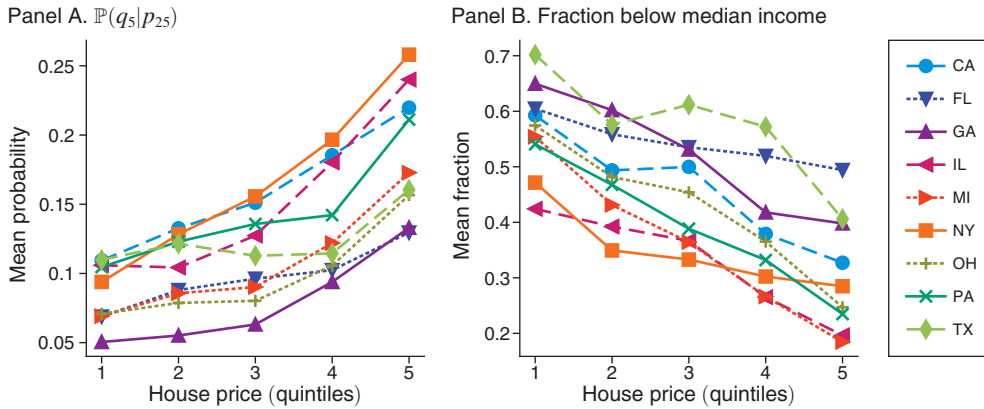 Panel A. ℙ(q₅|p₂₅)
Mean probability
0.25
0.2
0.15
0.1
0.05
1 2 3 4 5
House price (quintiles)
Panel B. Fraction below median income
Mean fraction
0.7
0.6
0.5
0.4
0.3
0.2
1 2 3 4 5
House price (quintiles)
CA
FL
GA
IL
MI
NY
OH
PA
TX